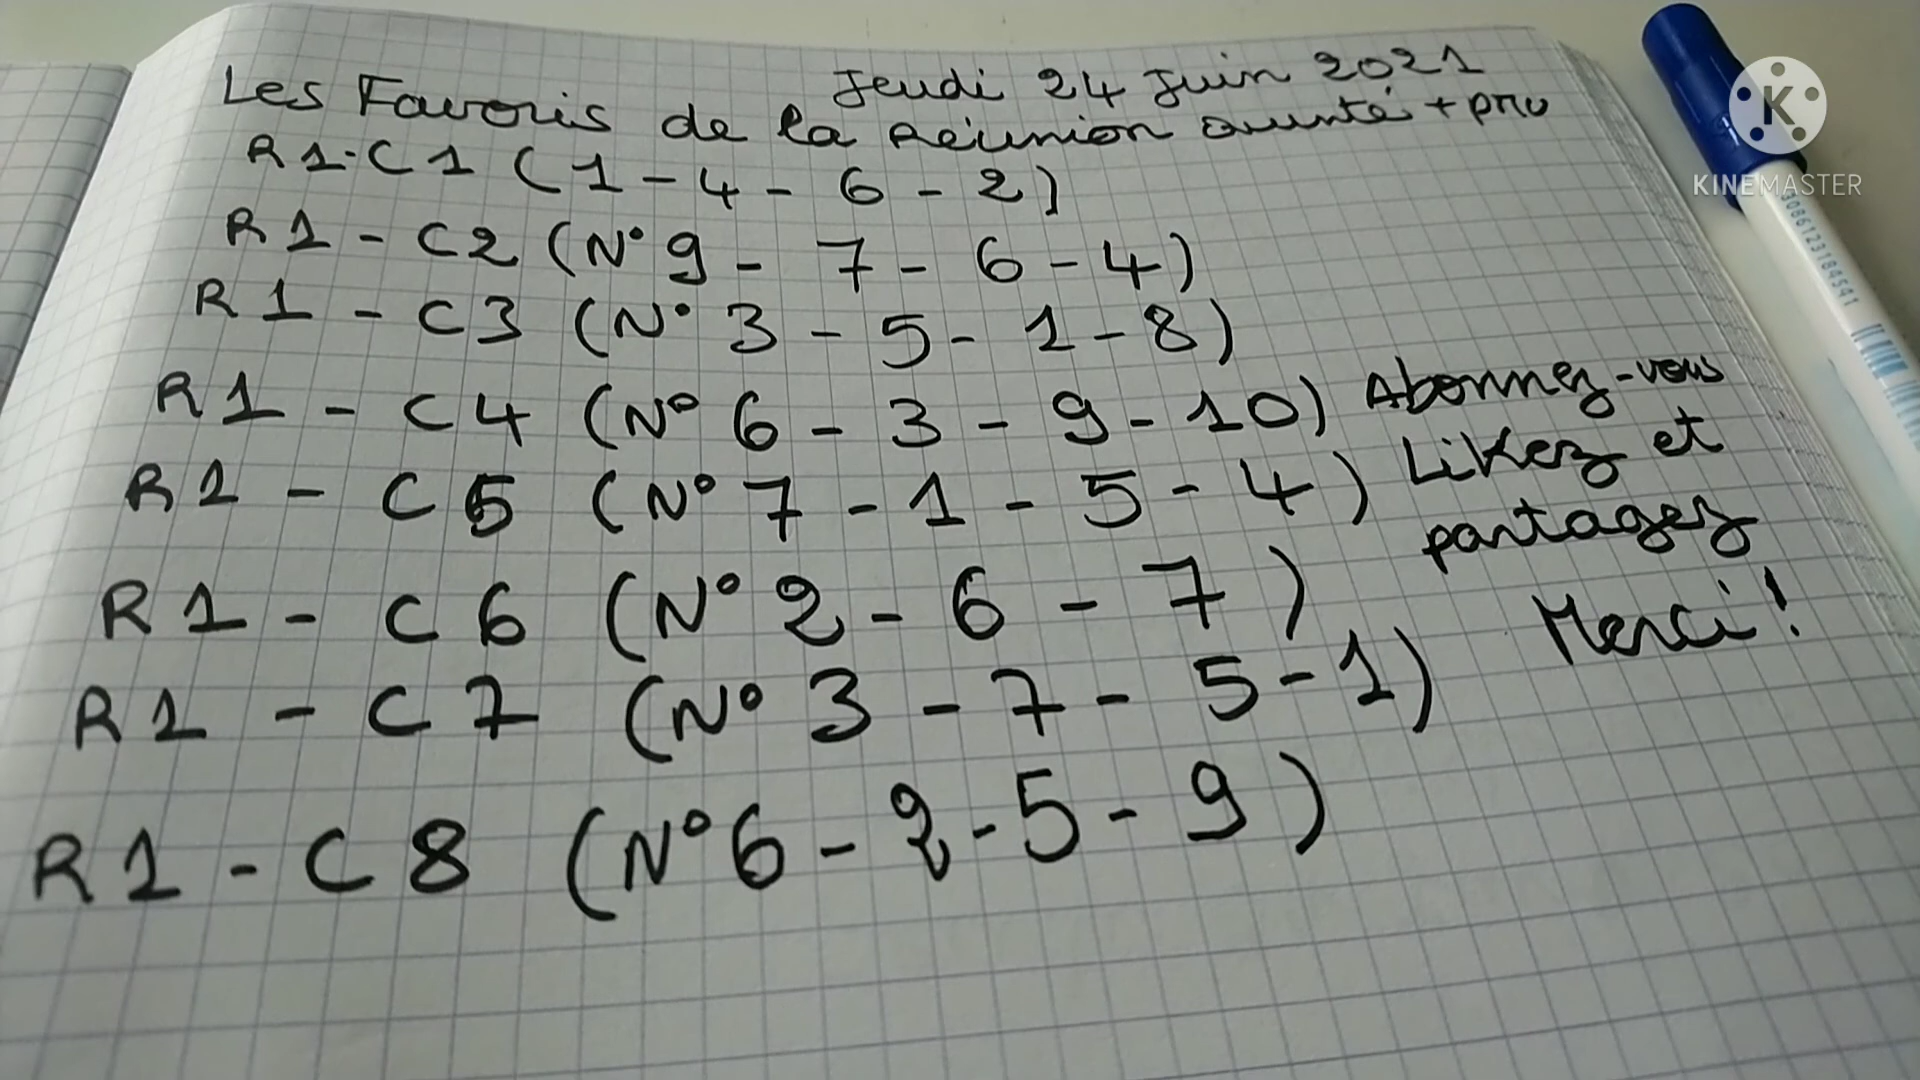 Jeudi 24 Juin 2021
Les Favoris de la Réunion quinté + pmu
R1-C1 (1-4-6-2)
R1-C2 (N° 9-7-6-4)
R1-C3 (N° 3-5-1-8)
R1-C4 (N° 6-3-9-10)
R1-C5 (N° 7-1-5-4)
R1-C6 (N° 2-6-7)
R1-C7 (N° 3-7-5-1)
R1-C8 (N° 6-2-5-9)
Abonnez-vous
Likez et
partagez
Merci!
K
KINEMASTER